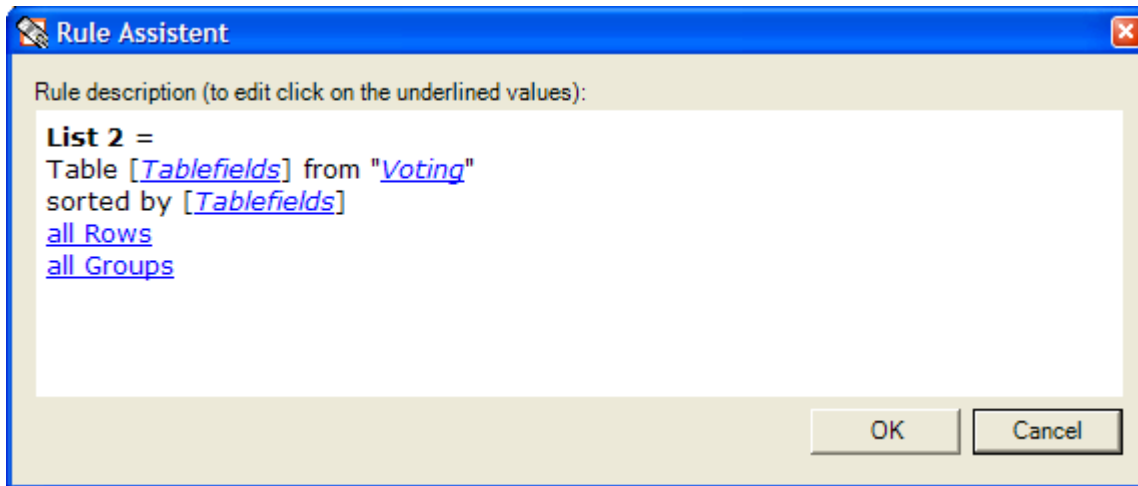 Rule Assistent
Rule description (to edit click on the underlined values):
List 2 =
Table [Tablefields] from "Voting"
sorted by [Tablefields]
all Rows
all Groups
OK Cancel